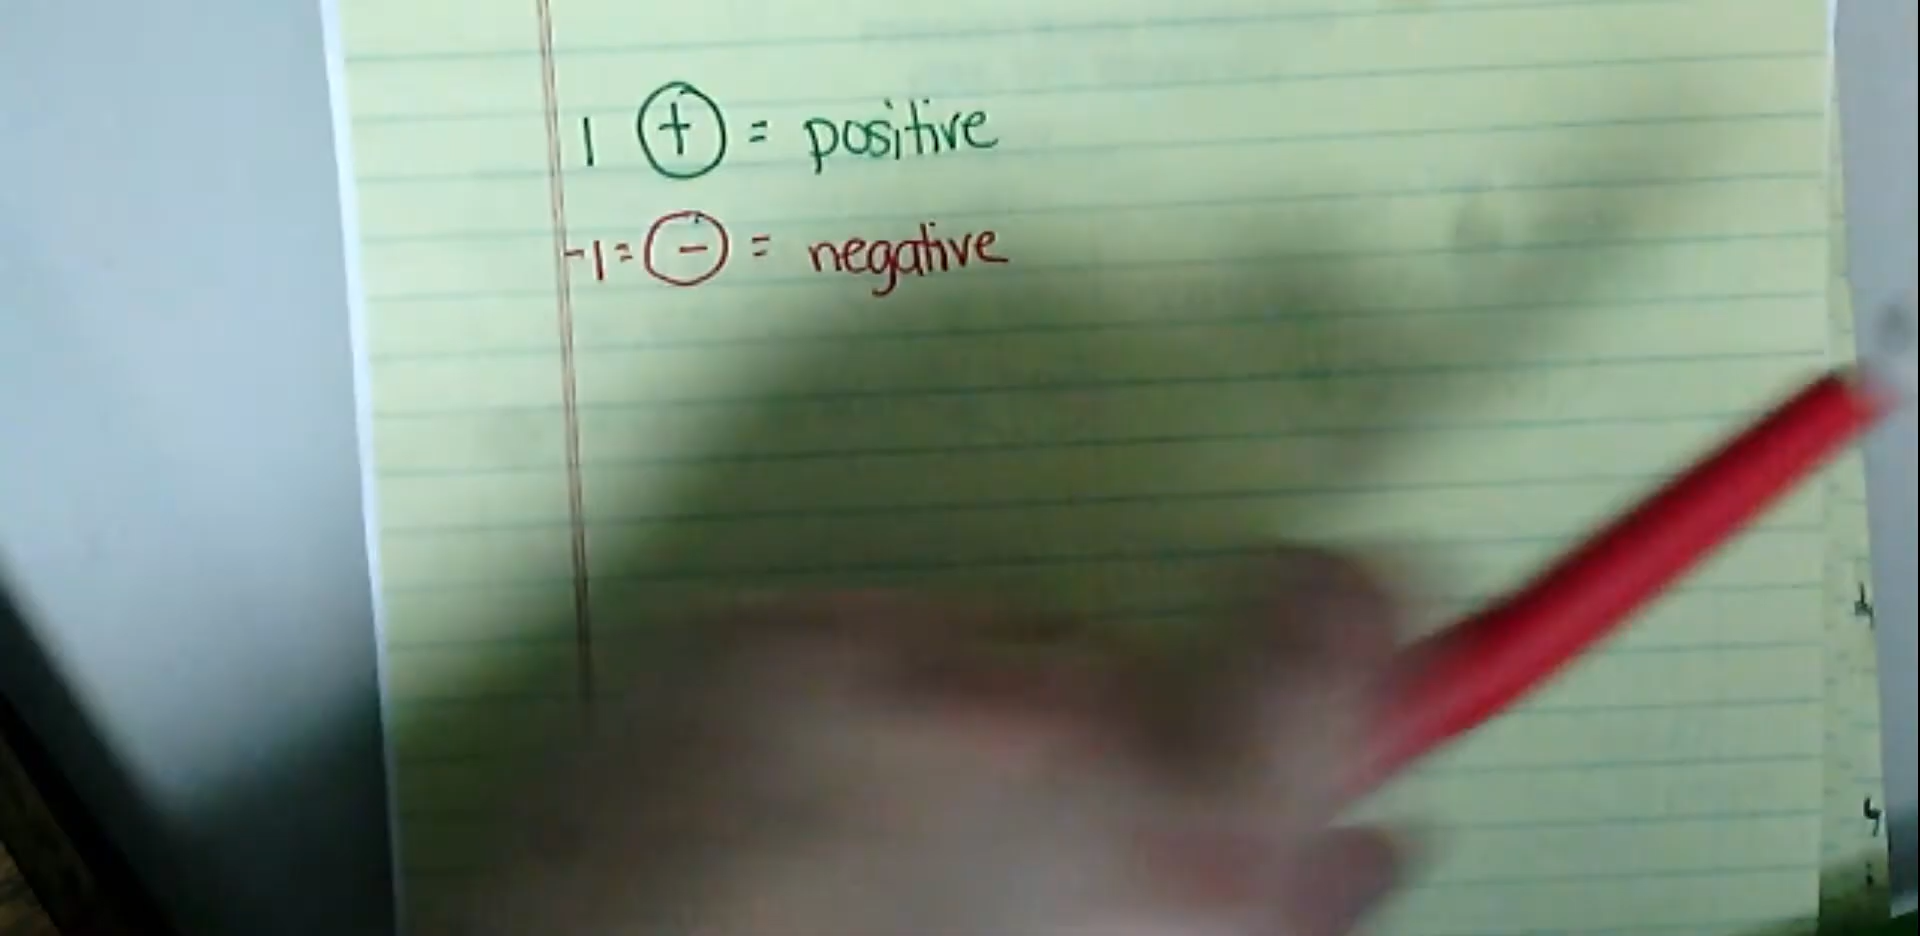 1 ⊕ = positive
-1 = ⊖ = negative